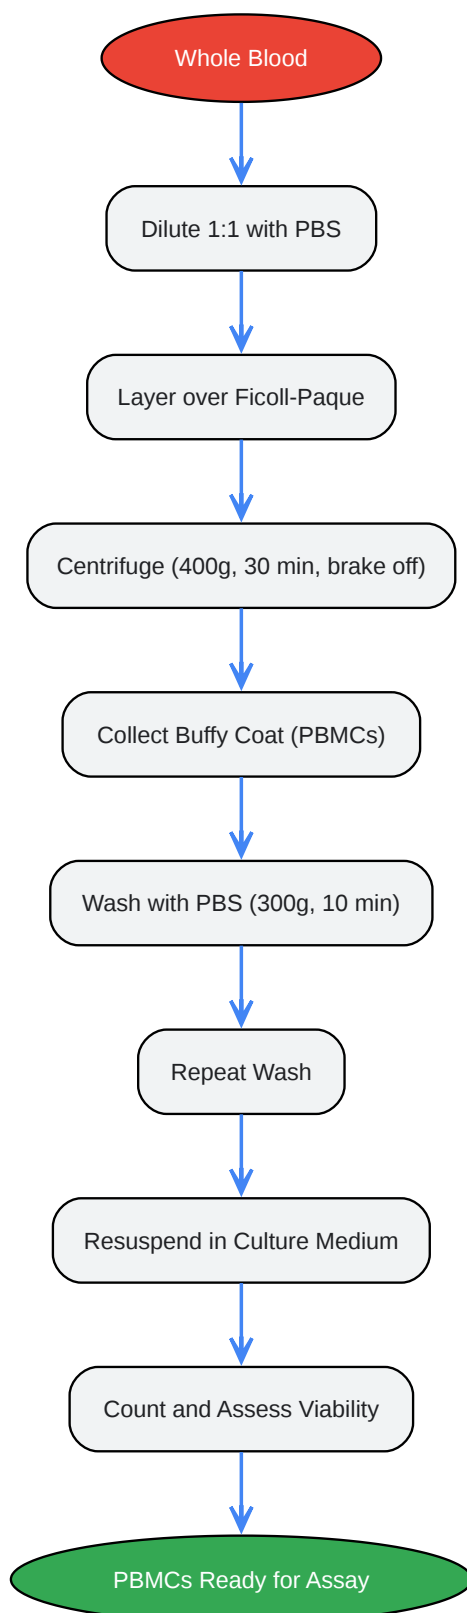 Whole Blood
Dilute 1:1 with PBS
Layer over Ficoll-Paque
Centrifuge (400g, 30 min, brake off)
Collect Buffy Coat (PBMCs)
Wash with PBS (300g, 10 min)
Repeat Wash
Resuspend in Culture Medium
Count and Assess Viability
PBMCs Ready for Assay